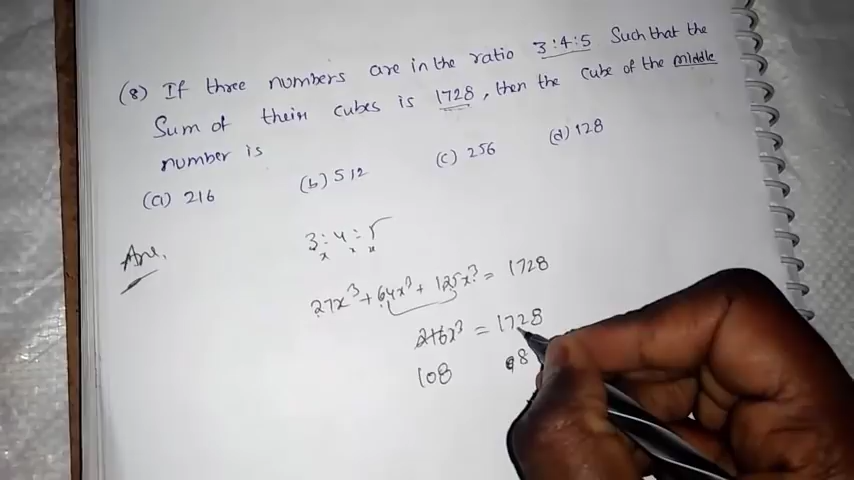 (8) If three numbers are in the ratio 3:4:5 Such that the
Sum of their cubes is 1728, then the cube of the middle
number is
(a) 216 (b) 512 (c) 256 (d) 128
Ans.
3:4:5
x x x
27x³+64x³+125x³ = 1728
216x³ = 1728
108 8